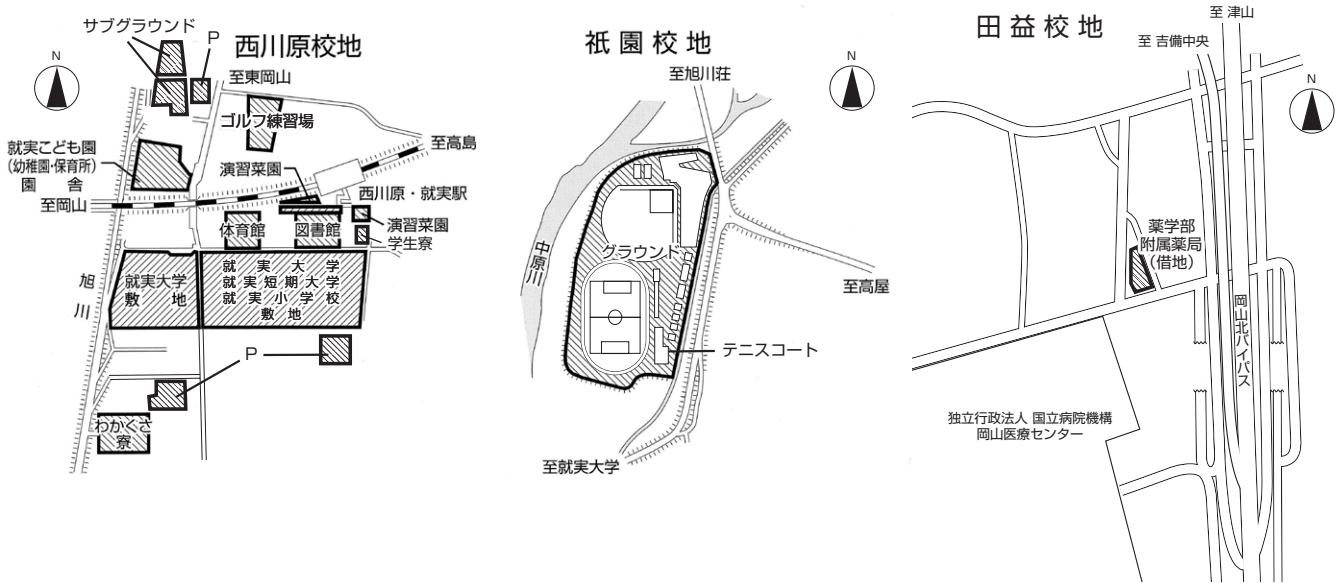 サブグラウンド
P
西川原校地
N
至東岡山
ゴルフ練習場
至高島
就実こども園
(幼稚園・保育所)
園 舎
演習菜園
西川原・就実駅
至岡山
体育館
図書館
演習菜園
学生寮
旭川
就実大学
敷 地
就実大学
就実短期大学
就実小学校
敷地
P
わかくさ
寮
祇園校地
至旭川荘
N
中原川
グラウンド
至高屋
テニスコート
至就実大学
田益校地
至 津山
至 吉備中央
N
薬学部
附属薬局
(借地)
岡山北バイパス
独立行政法人 国立病院機構
岡山医療センター